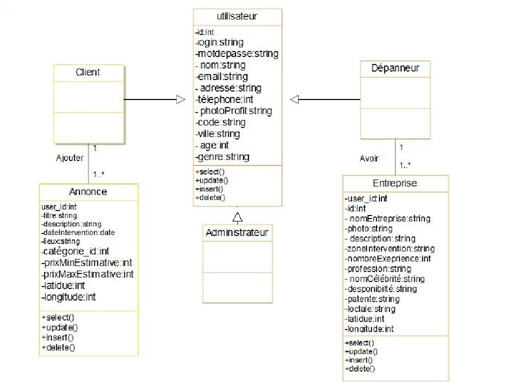 utilisateur
-id:int
-login:string
-motdepasse:string
- nom:string
-email:string
- adresse:string
-télephone:int
- photoProfil:string
-code:string
-ville:string
- age:int
-genre:string
+select()
+update()
+insert()
+delete()
Client
Dépanneur
1
Ajouter
1..*
1
Avoir
1..*
Annonce
user_id:int
-titre:string
-description:string
-dateIntervention:date
-lieux:string
-catégorie_id:int
-prixMinEstimative:int
-prixMaxEstimative:int
-latidue:int
-longitude:int
+select()
+update()
+insert()
+delete()
Administrateur
Entreprise
-user_id:int
-id:int
- nomEntreprise:string
-photo:string
- description:string
-zoneIntervention:string
-nombreExeprience:int
-profession:string
- nomCélébrité:string
-desponibilté:string
-patente:string
-loctale:string
-latidue:int
-longitude:int
+select()
+update()
+insert()
+delete()